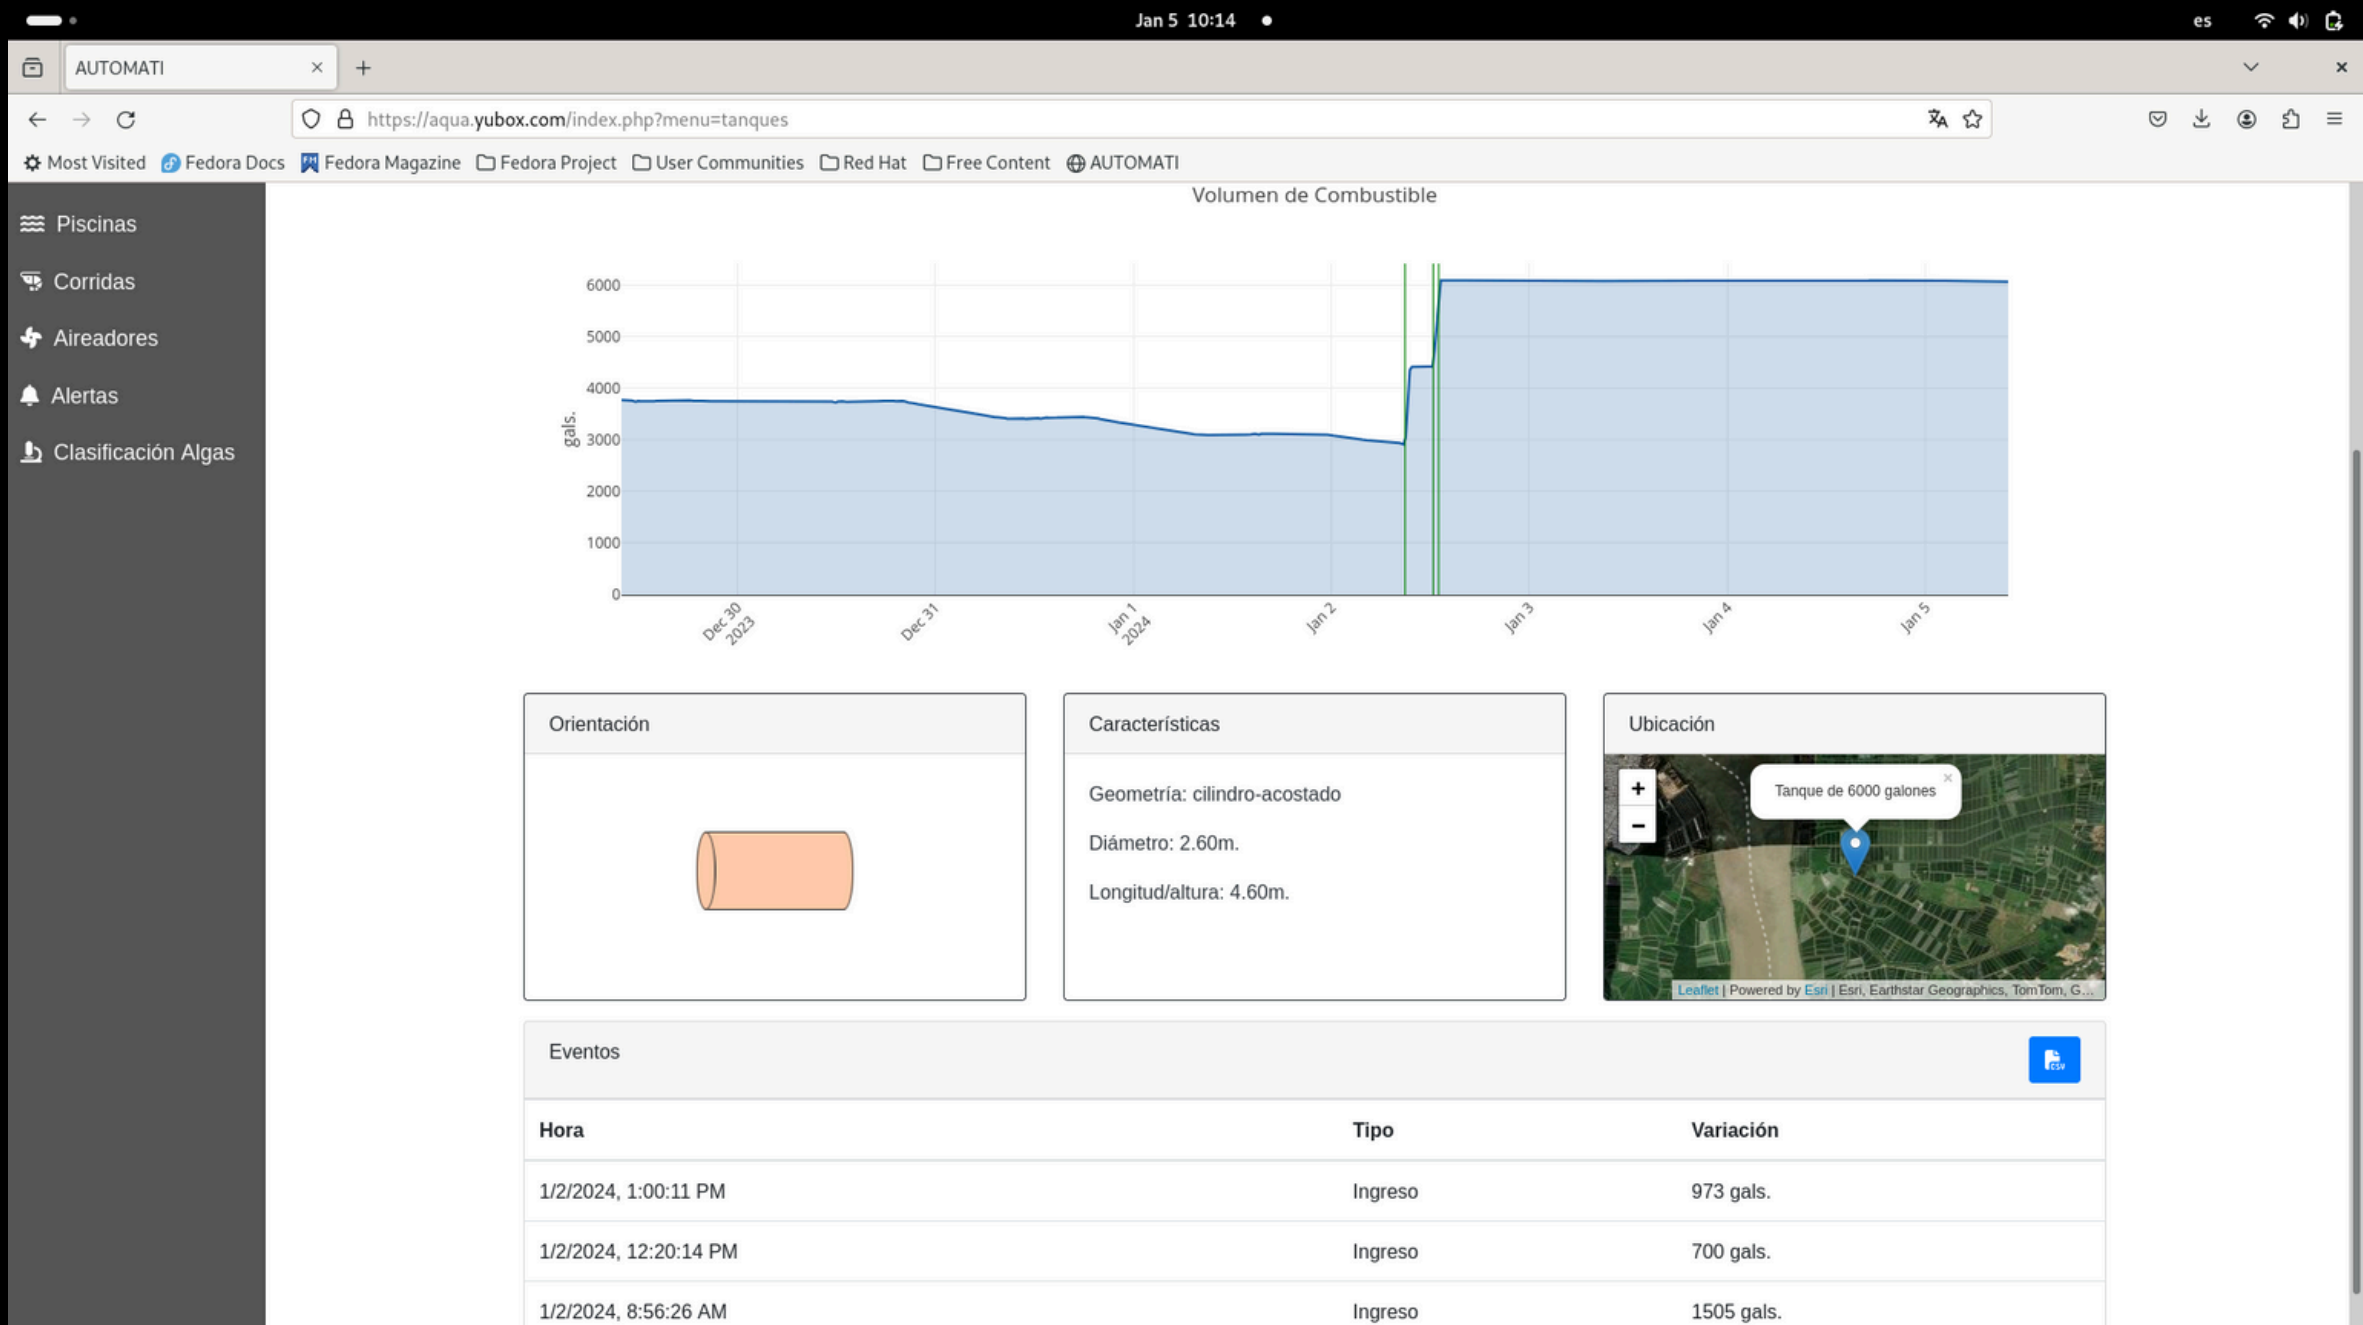 Jan 5 10:14
es
AUTOMATI
https://aqua.yubox.com/index.php?menu=tanques
Most Visited Fedora Docs Fedora Magazine Fedora Project User Communities Red Hat Free Content AUTOMATI
Piscinas
Corridas
Aireadores
Alertas
Clasificación Algas
Volumen de Combustible
gals.
6000
5000
4000
3000
2000
1000
0
Dec 30
2023
Dec 31
Jan 1
2024
Jan 2
Jan 3
Jan 4
Jan 5
Orientación
Características
Geometría: cilindro-acostado
Diámetro: 2.60m.
Longitud/altura: 4.60m.
Ubicación
+
−
Tanque de 6000 galones ×
Leaflet | Powered by Esri | Esri, Earthstar Geographics, TomTom, G...
Eventos
CSV
Hora Tipo Variación
1/2/2024, 1:00:11 PM Ingreso 973 gals.
1/2/2024, 12:20:14 PM Ingreso 700 gals.
1/2/2024, 8:56:26 AM Ingreso 1505 gals.